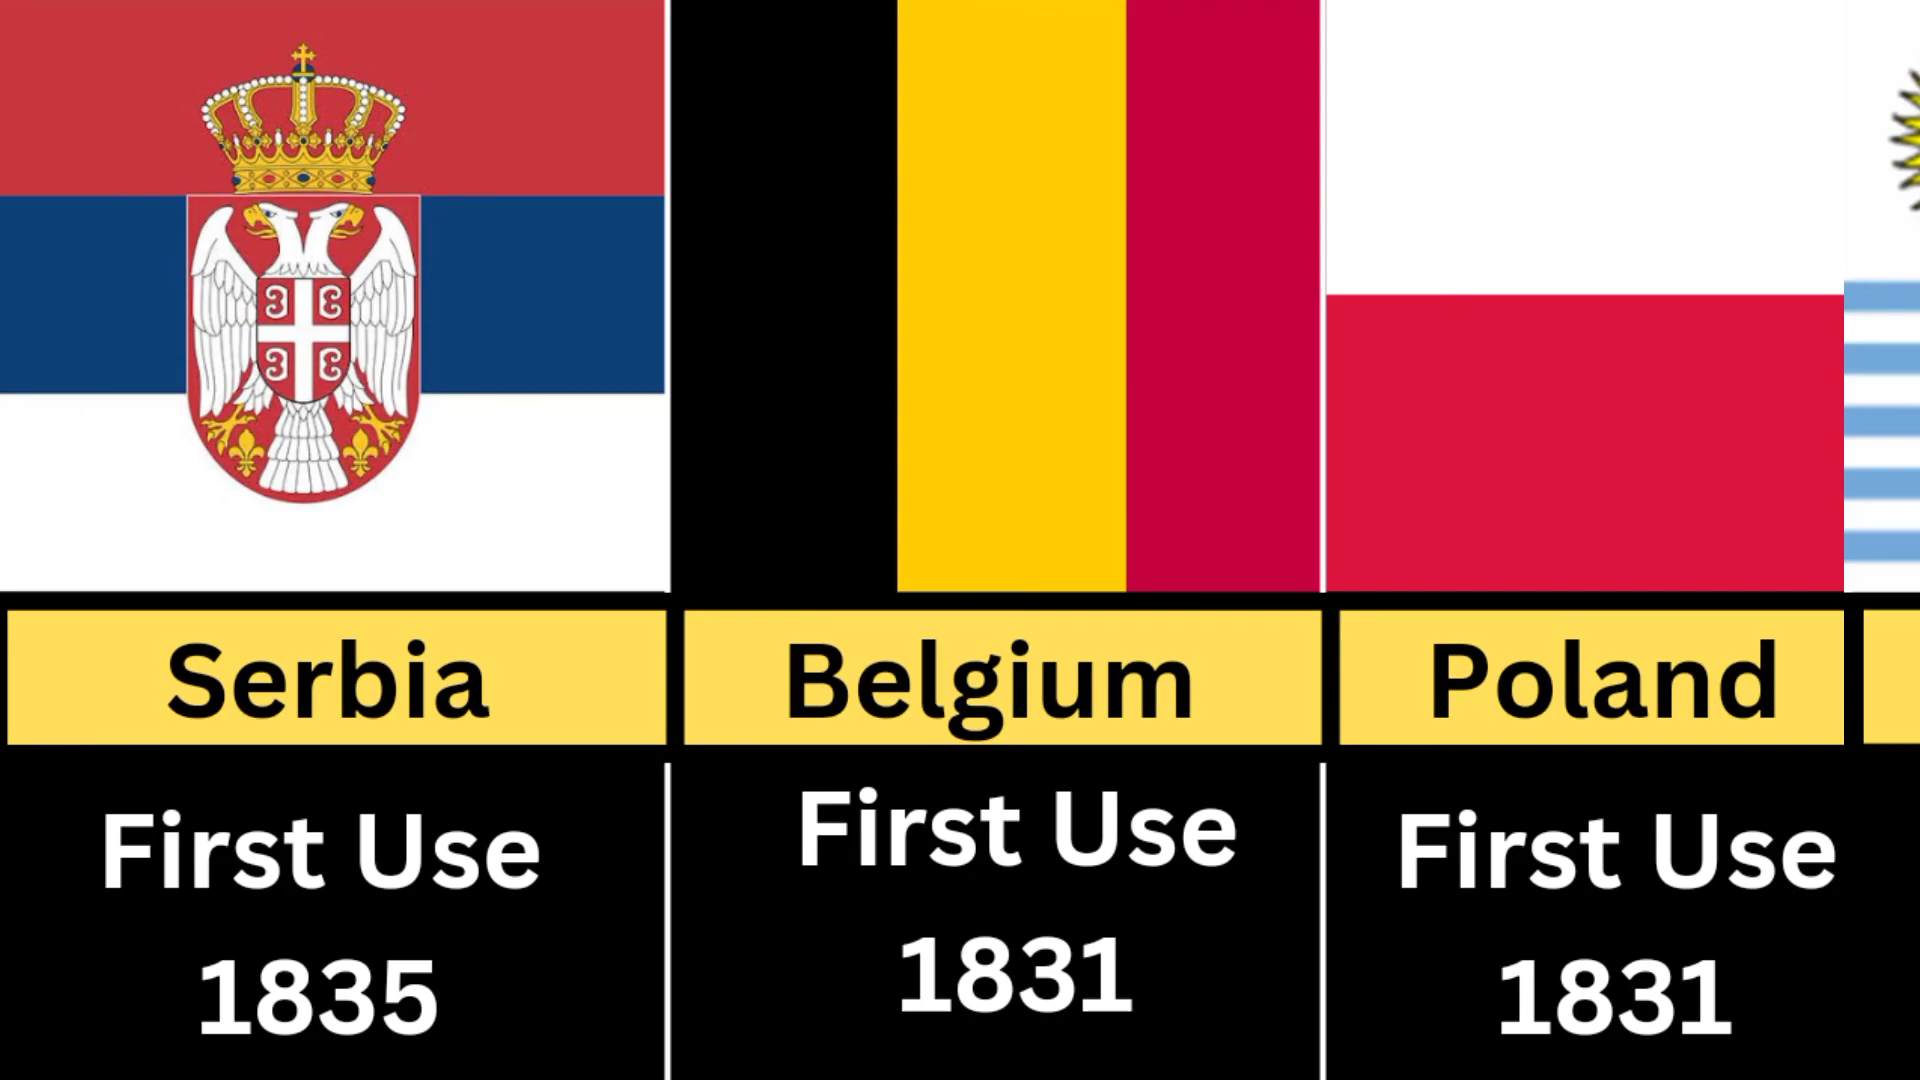 Serbia
First Use
1835
Belgium
First Use
1831
Poland
First Use
1831